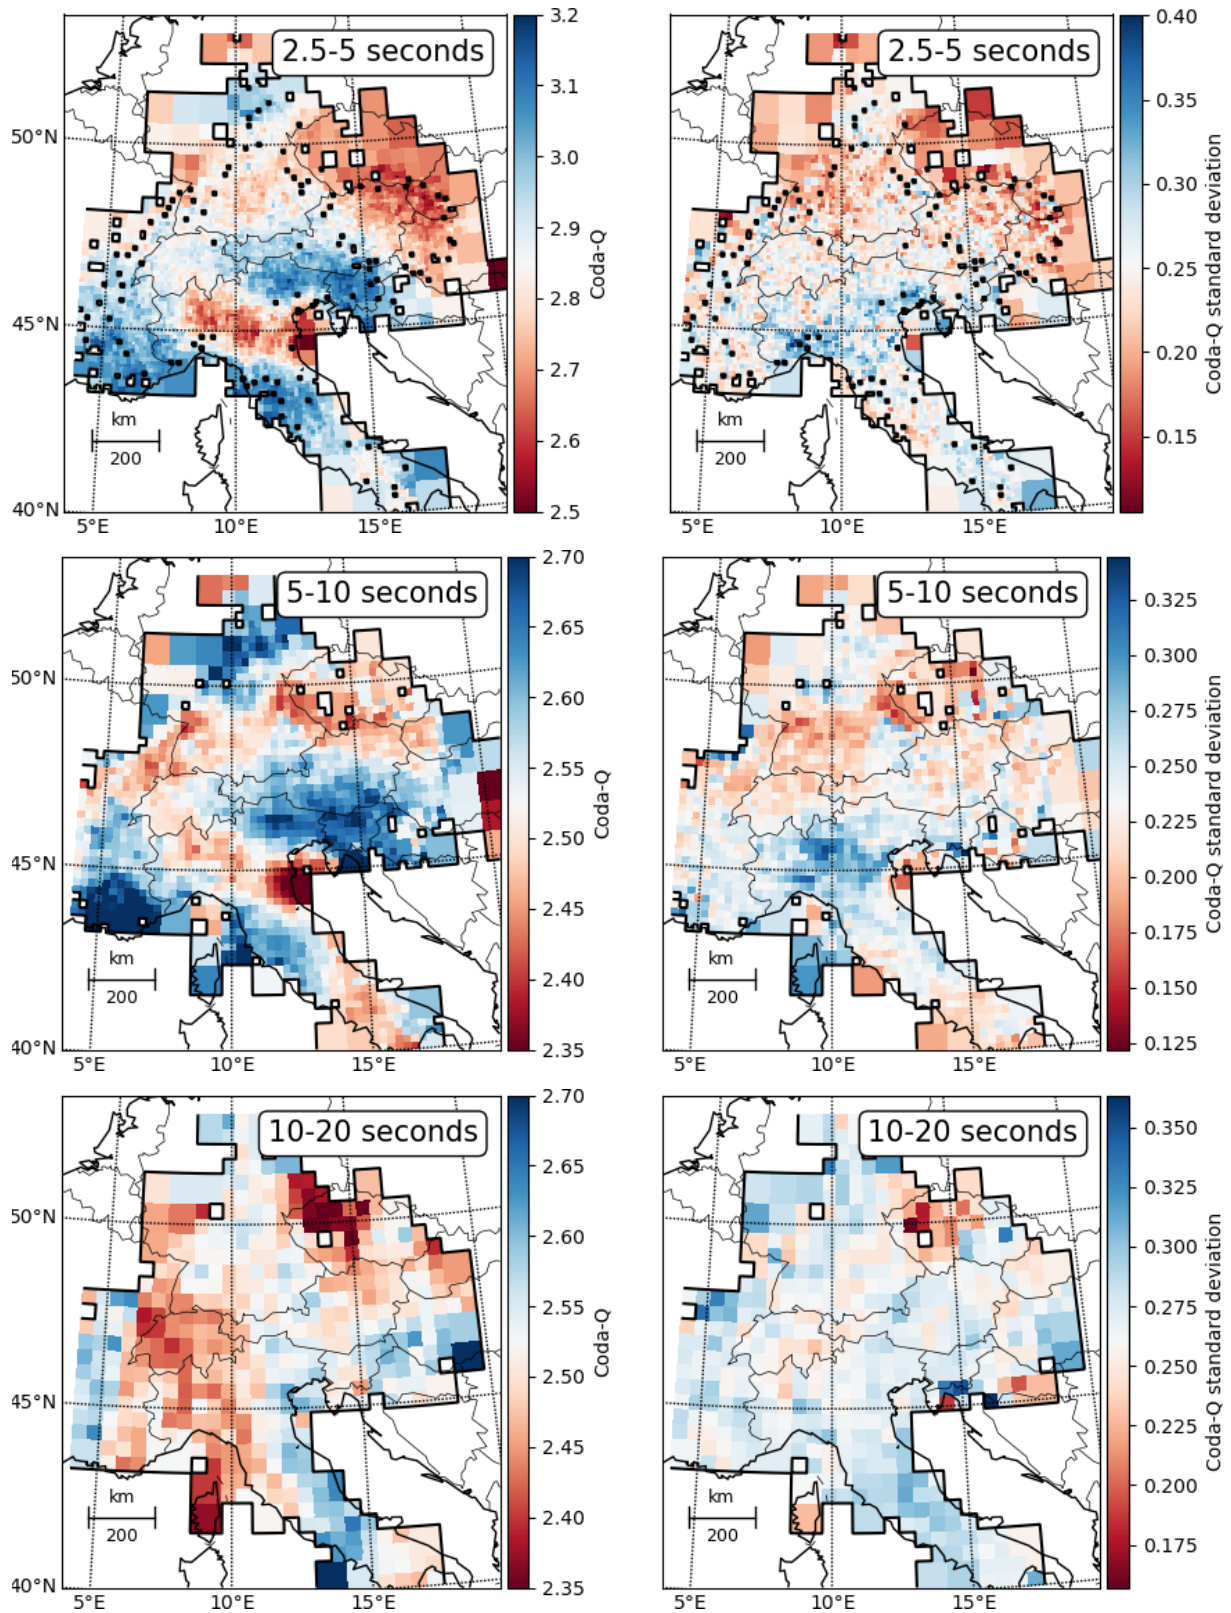 2.5-5 seconds
50°N
45°N
40°N
5°E
10°E
15°E
km
200
3.2
3.1
3.0
2.9
2.8
2.7
2.6
2.5
Coda-Q
2.5-5 seconds
5°E
10°E
15°E
km
200
0.40
0.35
0.30
0.25
0.20
0.15
Coda-Q standard deviation
5-10 seconds
50°N
45°N
40°N
5°E
10°E
15°E
km
200
2.70
2.65
2.60
2.55
2.50
2.45
2.40
2.35
Coda-Q
5-10 seconds
5°E
10°E
15°E
km
200
0.325
0.300
0.275
0.250
0.225
0.200
0.175
0.150
0.125
Coda-Q standard deviation
10-20 seconds
50°N
45°N
40°N
5°E
10°E
15°E
km
200
2.70
2.65
2.60
2.55
2.50
2.45
2.40
2.35
Coda-Q
10-20 seconds
5°E
10°E
15°E
km
200
0.350
0.325
0.300
0.275
0.250
0.225
0.200
0.175
Coda-Q standard deviation